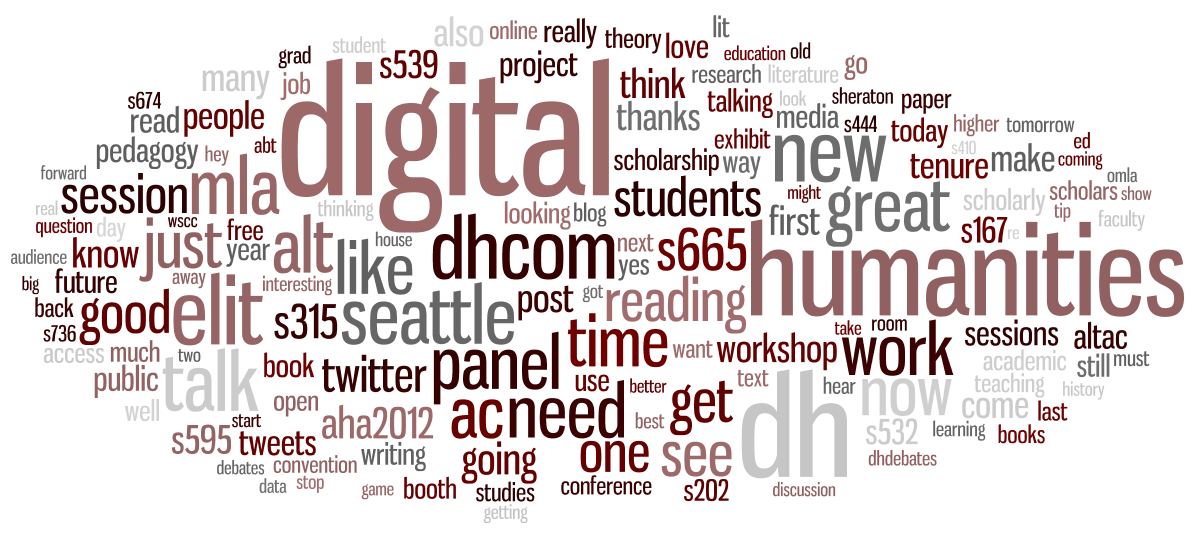 lit
also online really theory love
grad student s539 project education old
many job digital think research literature go
s674 read people talking look sheraton paper
abt thanks exhibit media s444 today higher tomorrow
pedagogy hey scholarship way new s410 ed
tenure make coming
forward session mla students might great omla
real thinking looking blog first scholarly scholars show
question day wscc free just alt dhcom next s665 s167 re tip faculty
audience know year house like yes humanities
big future away interesting got
back good elit s315 seattle post reading
s736 time take room sessions altac
access much two panel want workshop work academic still must
public talk book twitter use better text hear now teaching history
well open ac need best get dh come last
start aha2012 s532 learning books
s595 tweets writing going one see dhdebates
debates convention
data stop game booth studies conference s202 discussion
getting